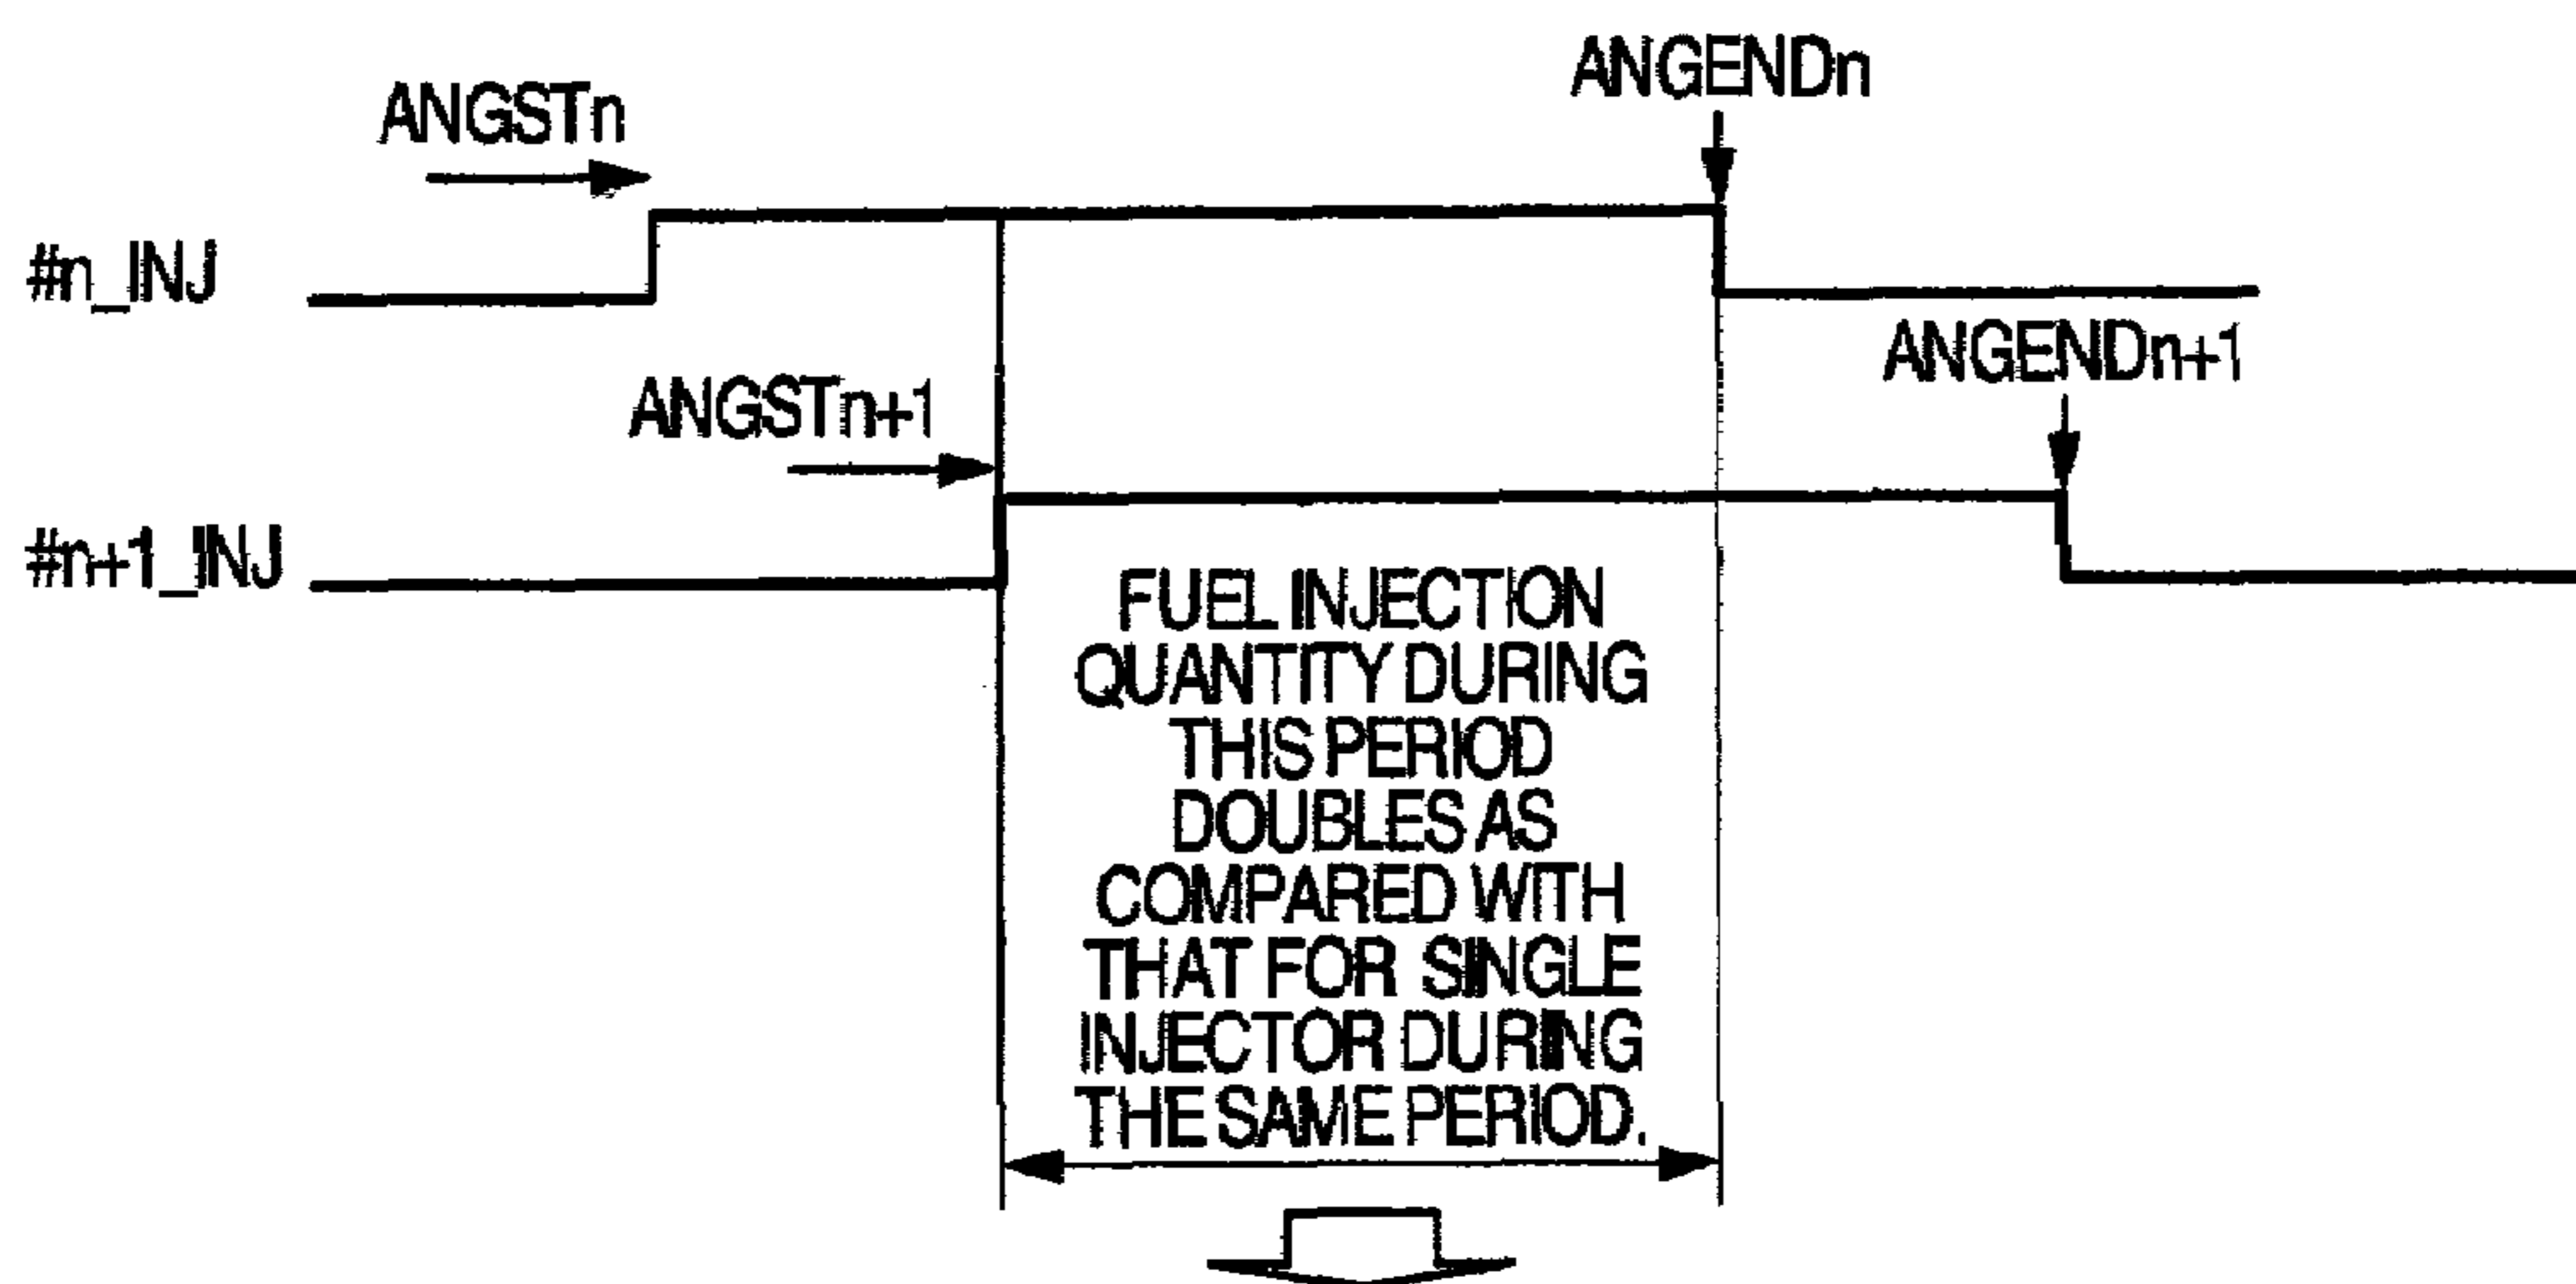 ANGENDn
ANGSTn
#n_INJ
ANGENDn+1
ANGSTn+1
#n+1_INJ
FUEL INJECTION
QUANTITY DURING
THIS PERIOD
DOUBLES AS
COMPARED WITH
THAT FOR SINGLE
INJECTOR DURING
THE SAME PERIOD.